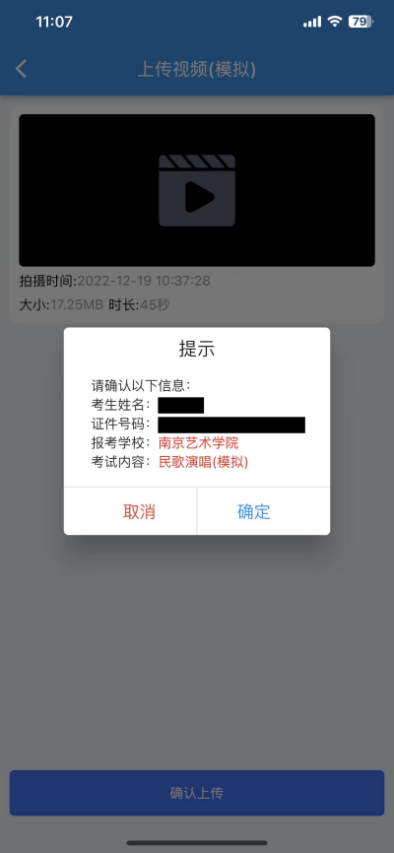 11:07
79
上传视频(模拟)
拍摄时间:2022-12-19 10:37:28
大小:17.25MB 时长:45秒
提示
请确认以下信息:
考生姓名:
证件号码:
报考学校: 南京艺术学院
考试内容: 民歌演唱(模拟)
取消 确定
确认上传